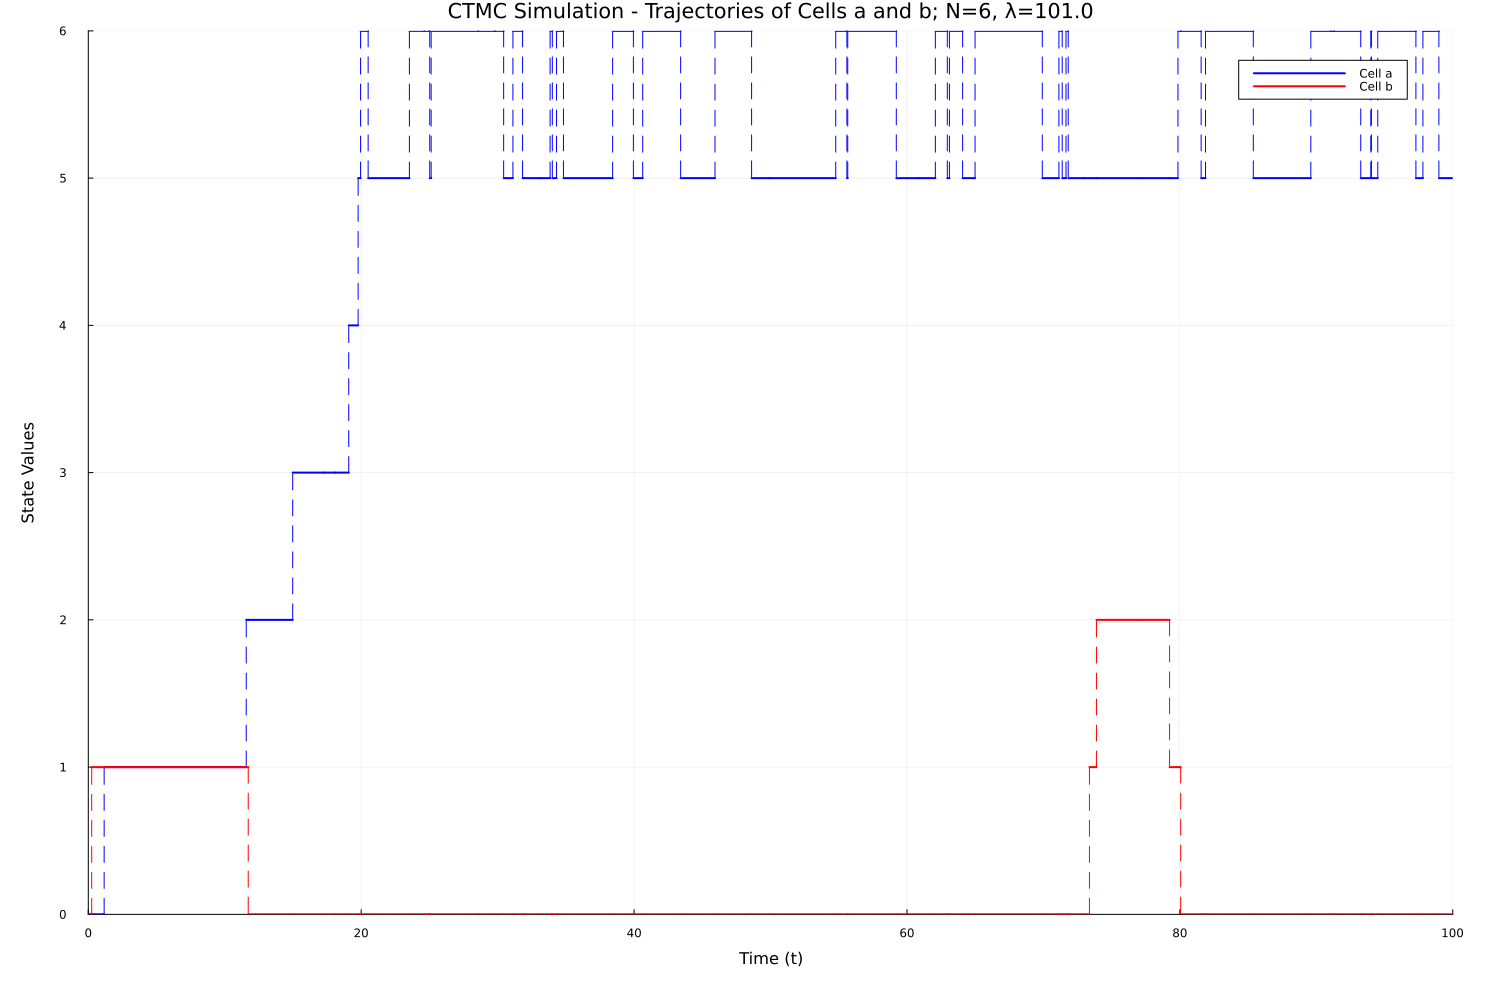 CTMC Simulation - Trajectories of Cells a and b; N=6, λ=101.0
6
Cell a
Cell b
5
4
State Values
3
2
1
0
0 20 40 60 80 100
Time (t)